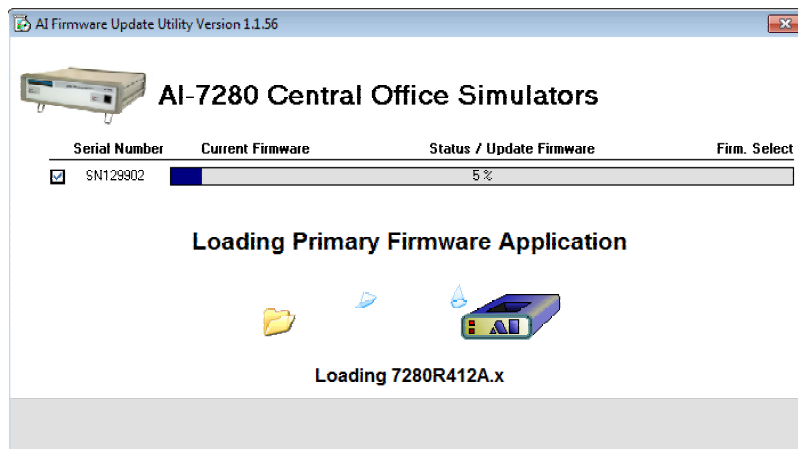 AI Firmware Update Utility Version 1.1.56
AI-7280 Central Office Simulators
Serial Number Current Firmware Status / Update Firmware Firm. Select
SN129902 5 %
Loading Primary Firmware Application
AI
Loading 7280R412A.x